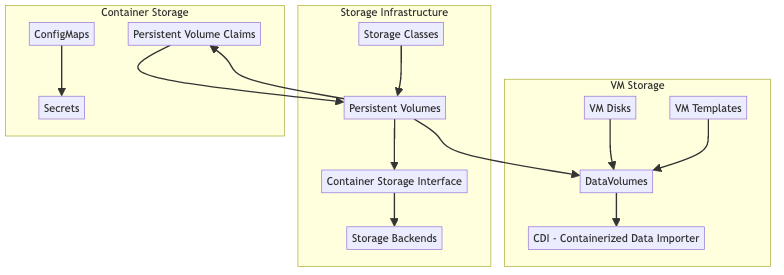 Container Storage
ConfigMaps
Persistent Volume Claims
Secrets
Storage Infrastructure
Storage Classes
Persistent Volumes
Container Storage Interface
Storage Backends
VM Storage
VM Disks
VM Templates
DataVolumes
CDI - Containerized Data Importer